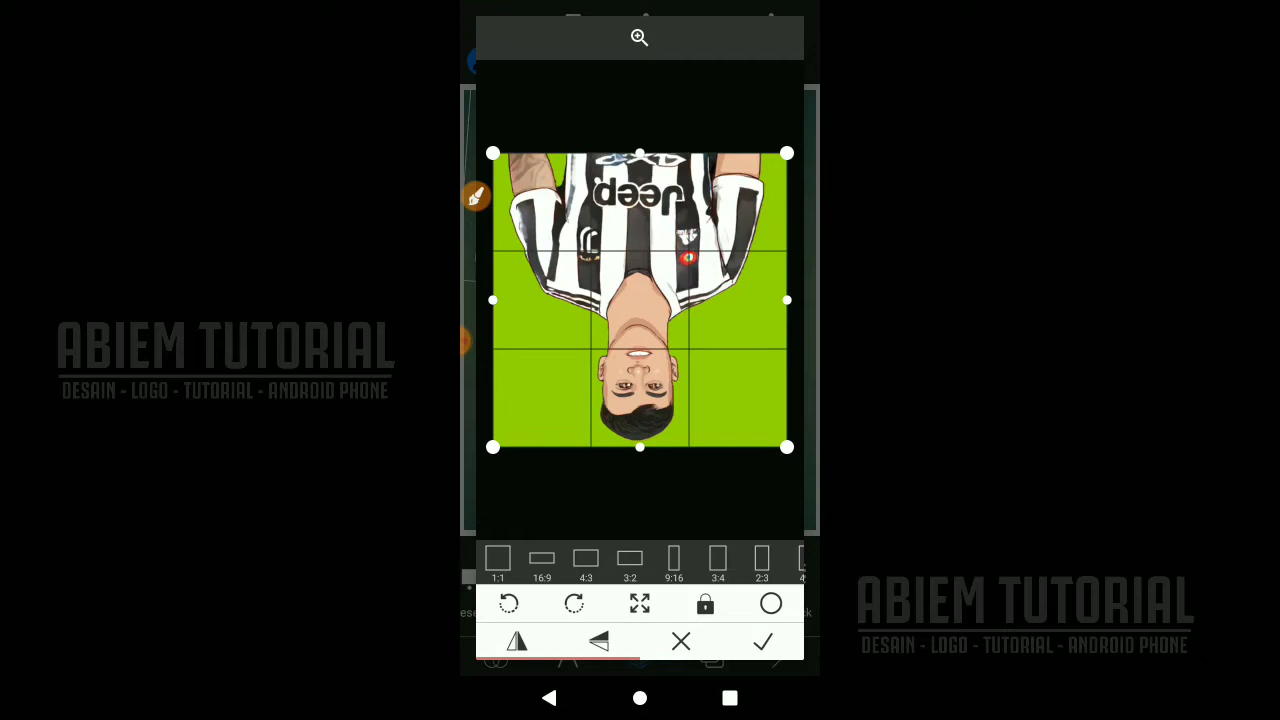 Jeep
ABIEM TUTORIAL
DESAIN - LOGO - TUTORIAL - ANDROID PHONE
1:1 16:9 4:3 3:2 9:16 3:4 2:3
ABIEM TUTORIAL
DESAIN - LOGO - TUTORIAL - ANDROID PHONE